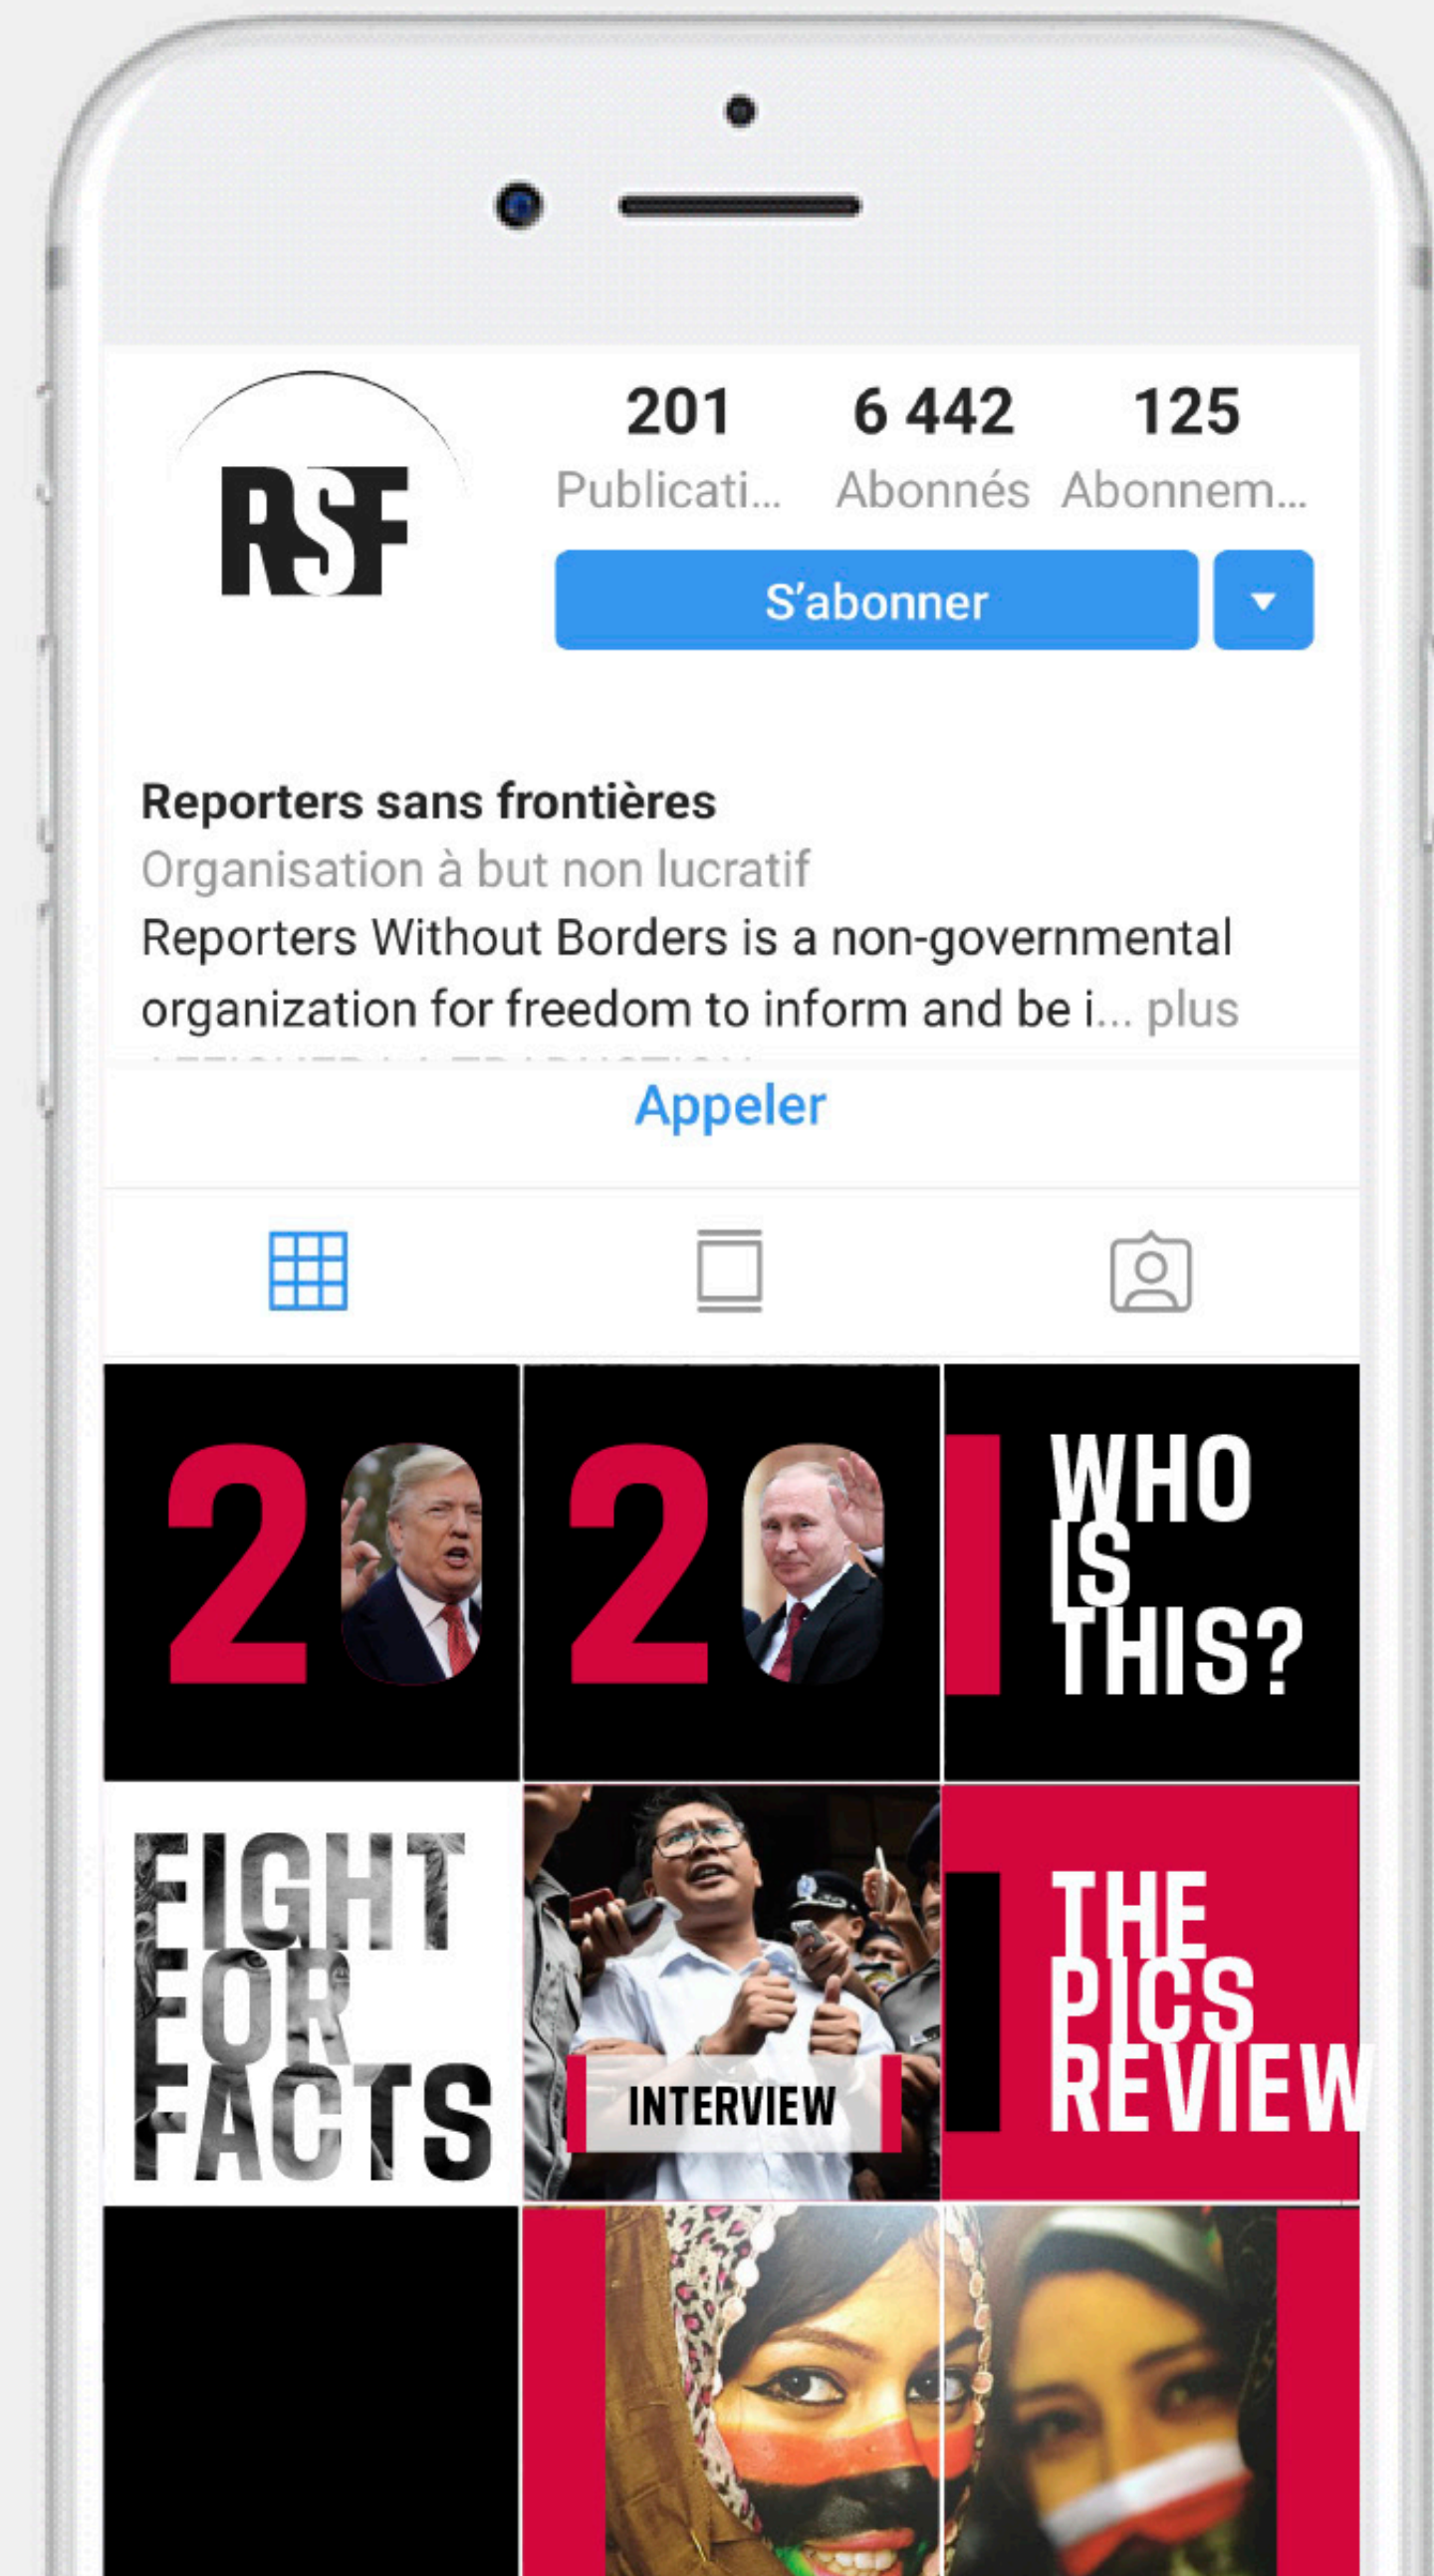 RSF
201 6 442 125
Publicati... Abonnés Abonnem...
S'abonner
Reporters sans frontières
Organisation à but non lucratif
Reporters Without Borders is a non-governmental
organization for freedom to inform and be i... plus
Appeler
2
2
WHO
IS
THIS?
FIGHT
FOR
FACTS
INTERVIEW
THE
PICS
REVIEW